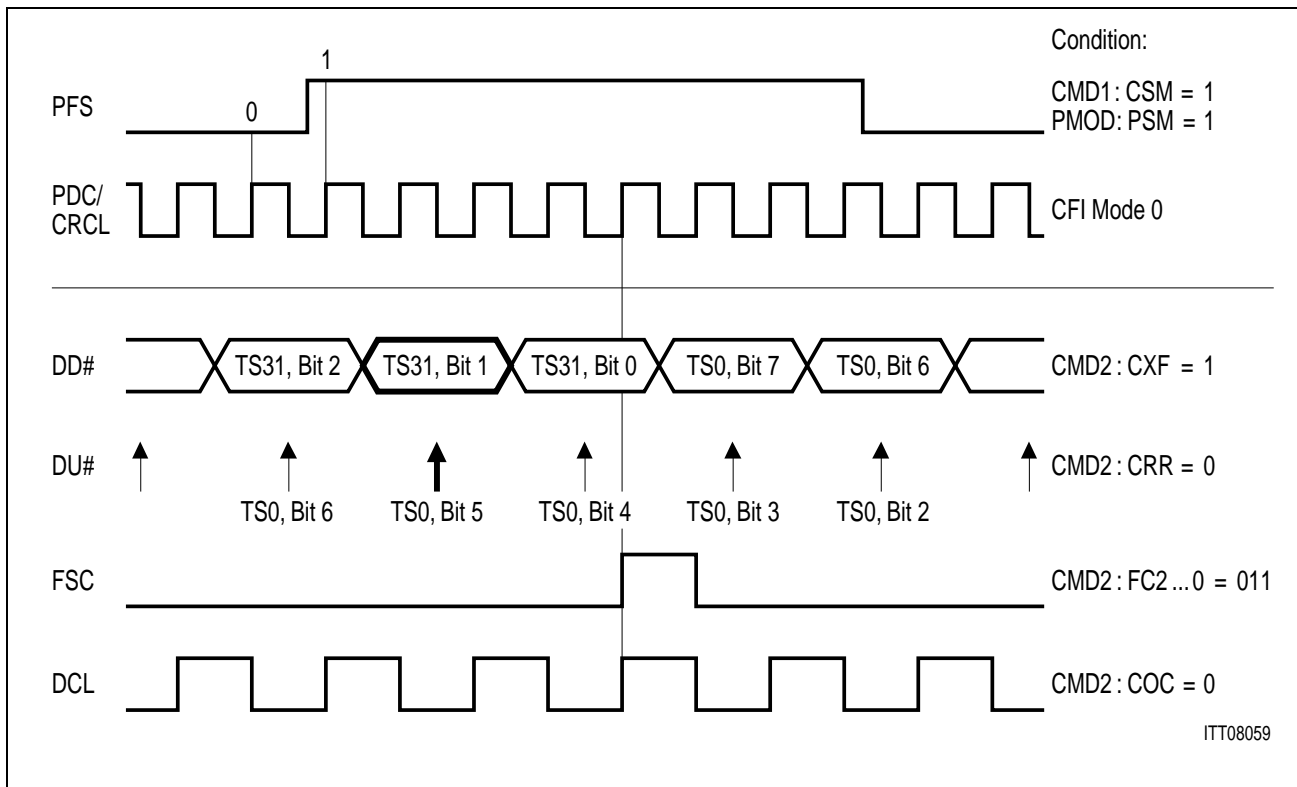 Condition:
1
PFS
0
CMD1 : CSM = 1
PMOD: PSM = 1
PDC/
CRCL
CFI Mode 0
DD#
TS31, Bit 2
TS31, Bit 1
TS31, Bit 0
TS0, Bit 7
TS0, Bit 6
CMD2 : CXF = 1
DU#
CMD2 : CRR = 0
TS0, Bit 6
TS0, Bit 5
TS0, Bit 4
TS0, Bit 3
TS0, Bit 2
FSC
CMD2 : FC2 ... 0 = 011
DCL
CMD2 : COC = 0
ITT08059